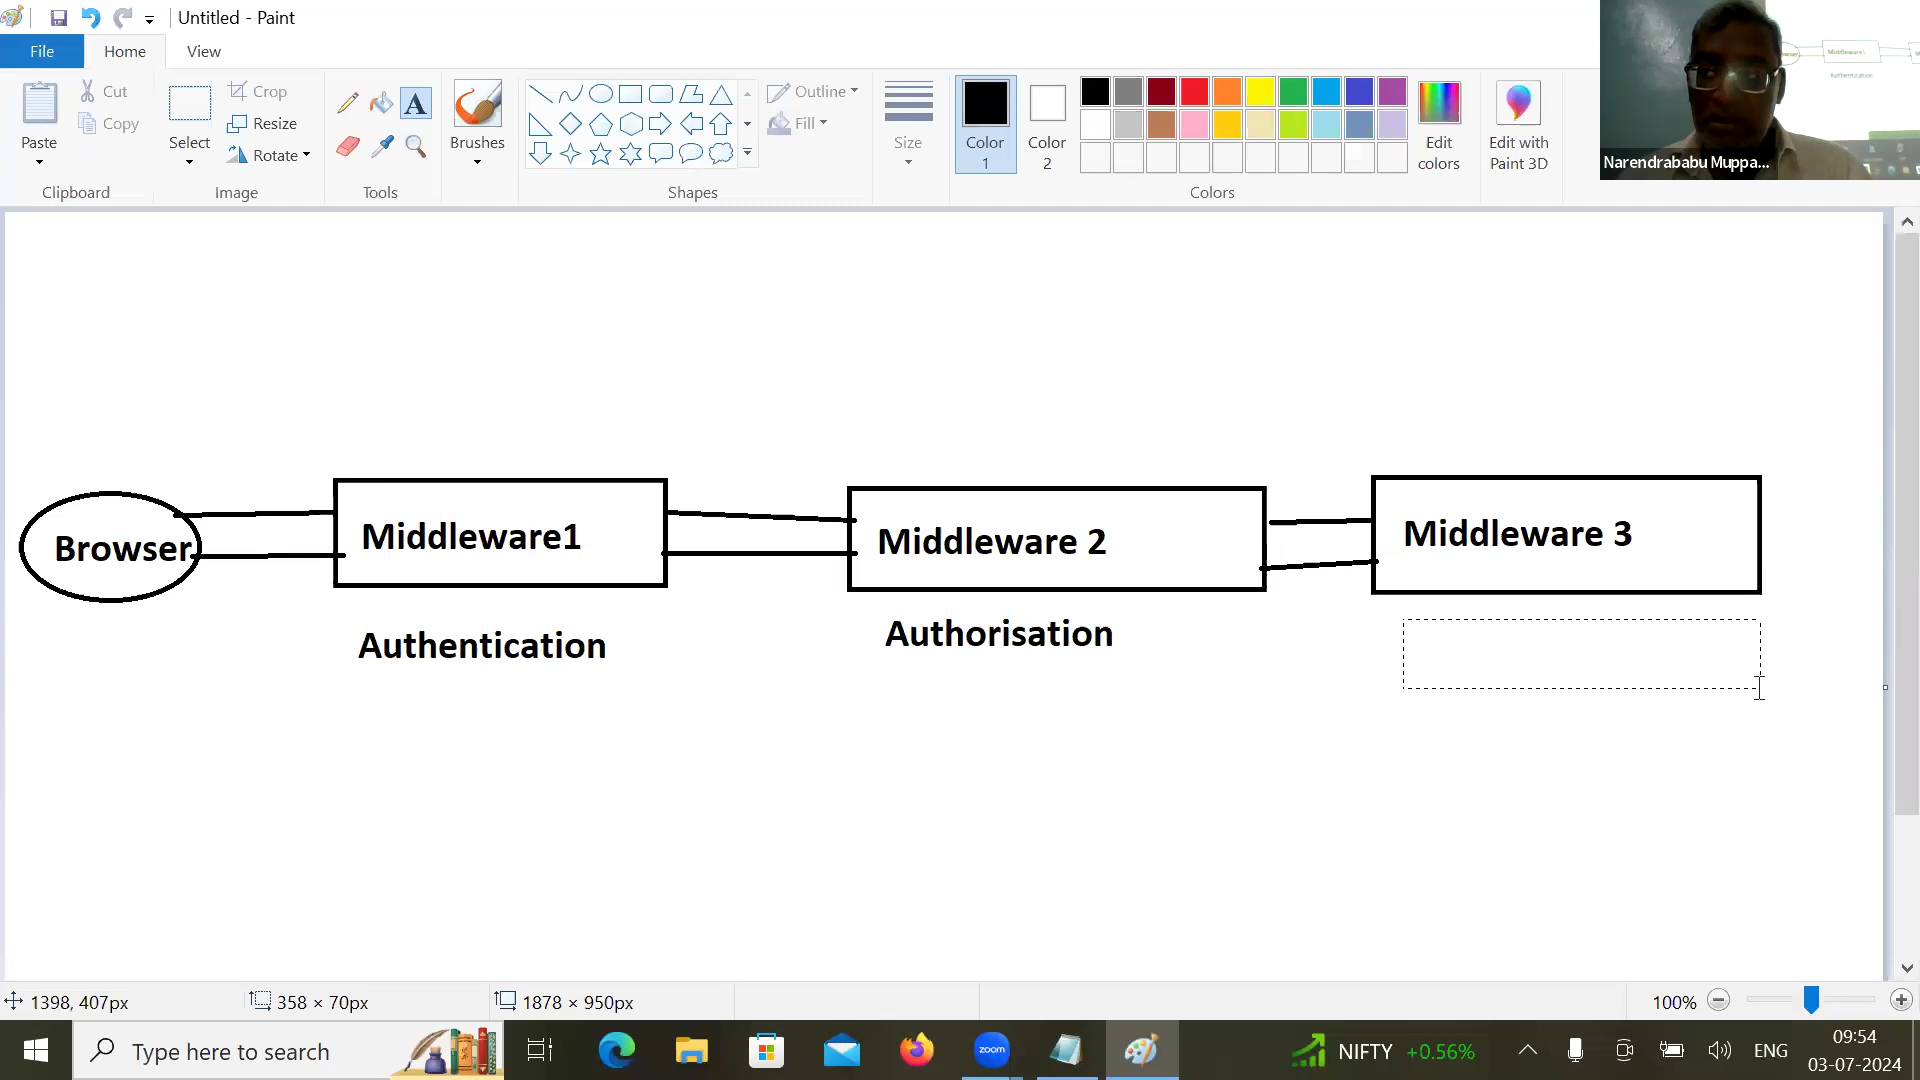 Untitled - Paint
File
Home
View
Paste
Cut
Copy
Clipboard
Select
Crop
Resize
Rotate
Image
A
Tools
Brushes
Shapes
Outline
Fill
Size
Color
1
Color
2
Edit
colors
Colors
Edit with
Paint 3D
Middleware
Authentication
Narendrababu Muppa...
Browser
Middleware1
Middleware 2
Middleware 3
Authentication
Authorisation
1398, 407px
358 × 70px
1878 × 950px
100%
Type here to search
zoom
NIFTY +0.56%
ENG
09:54
03-07-2024